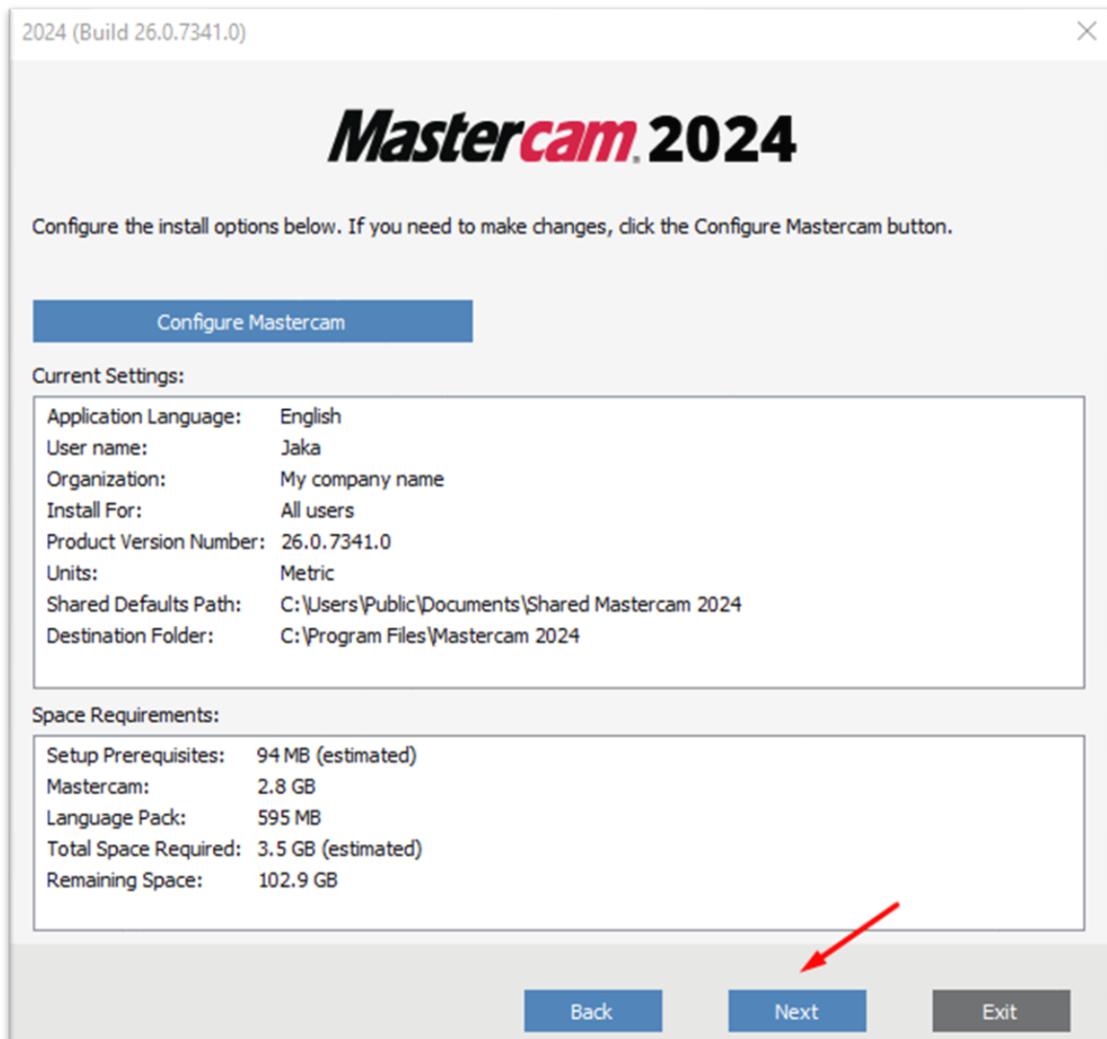 2024 (Build 26.0.7341.0)
Mastercam® 2024
Configure the install options below. If you need to make changes, click the Configure Mastercam button.
Configure Mastercam
Current Settings:
Application Language: English
User name: Jaka
Organization: My company name
Install For: All users
Product Version Number: 26.0.7341.0
Units: Metric
Shared Defaults Path: C:\Users\Public\Documents\Shared Mastercam 2024
Destination Folder: C:\Program Files\Mastercam 2024
Space Requirements:
Setup Prerequisites: 94 MB (estimated)
Mastercam: 2.8 GB
Language Pack: 595 MB
Total Space Required: 3.5 GB (estimated)
Remaining Space: 102.9 GB
Back Next Exit